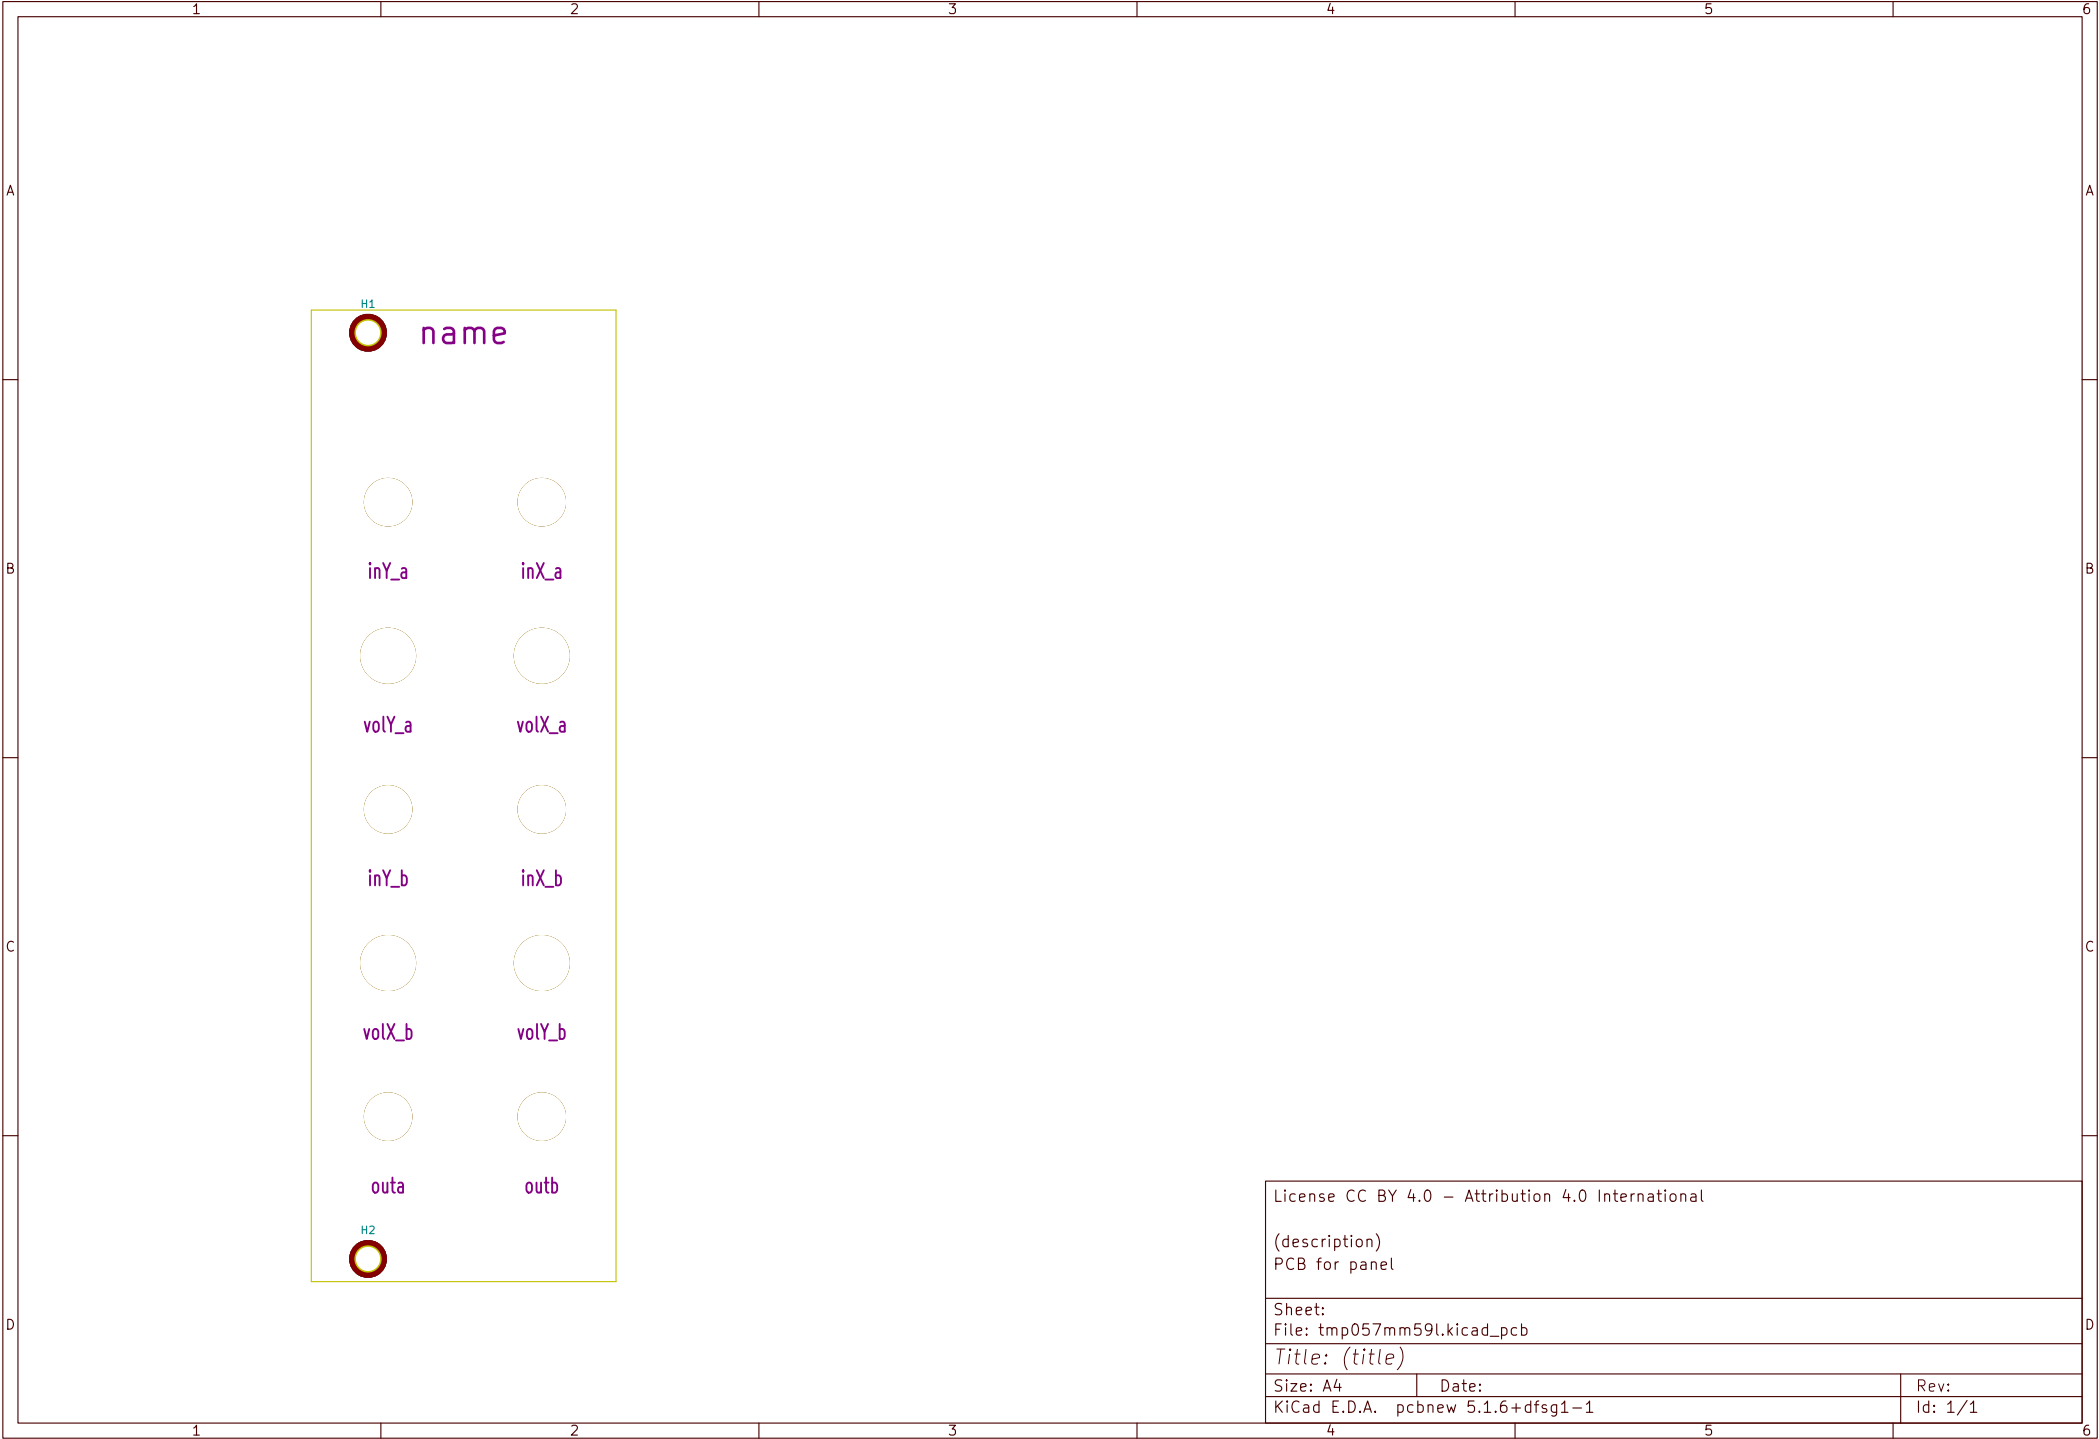 1 2 3 4 5 6
A A
H1
name
inY_a inX_a
B B
volY_a volX_a
inY_b inX_b
C C
volX_b volY_b
outa outb
License CC BY 4.0 - Attribution 4.0 International
H2
(description)
PCB for panel
Sheet:
D D
File: tmp057mm59l.kicad_pcb
Title: (title)
Size: A4 Date: Rev:
KiCad E.D.A. pcbnew 5.1.6+dfsg1-1 Id: 1/1
1 2 3 4 5 6